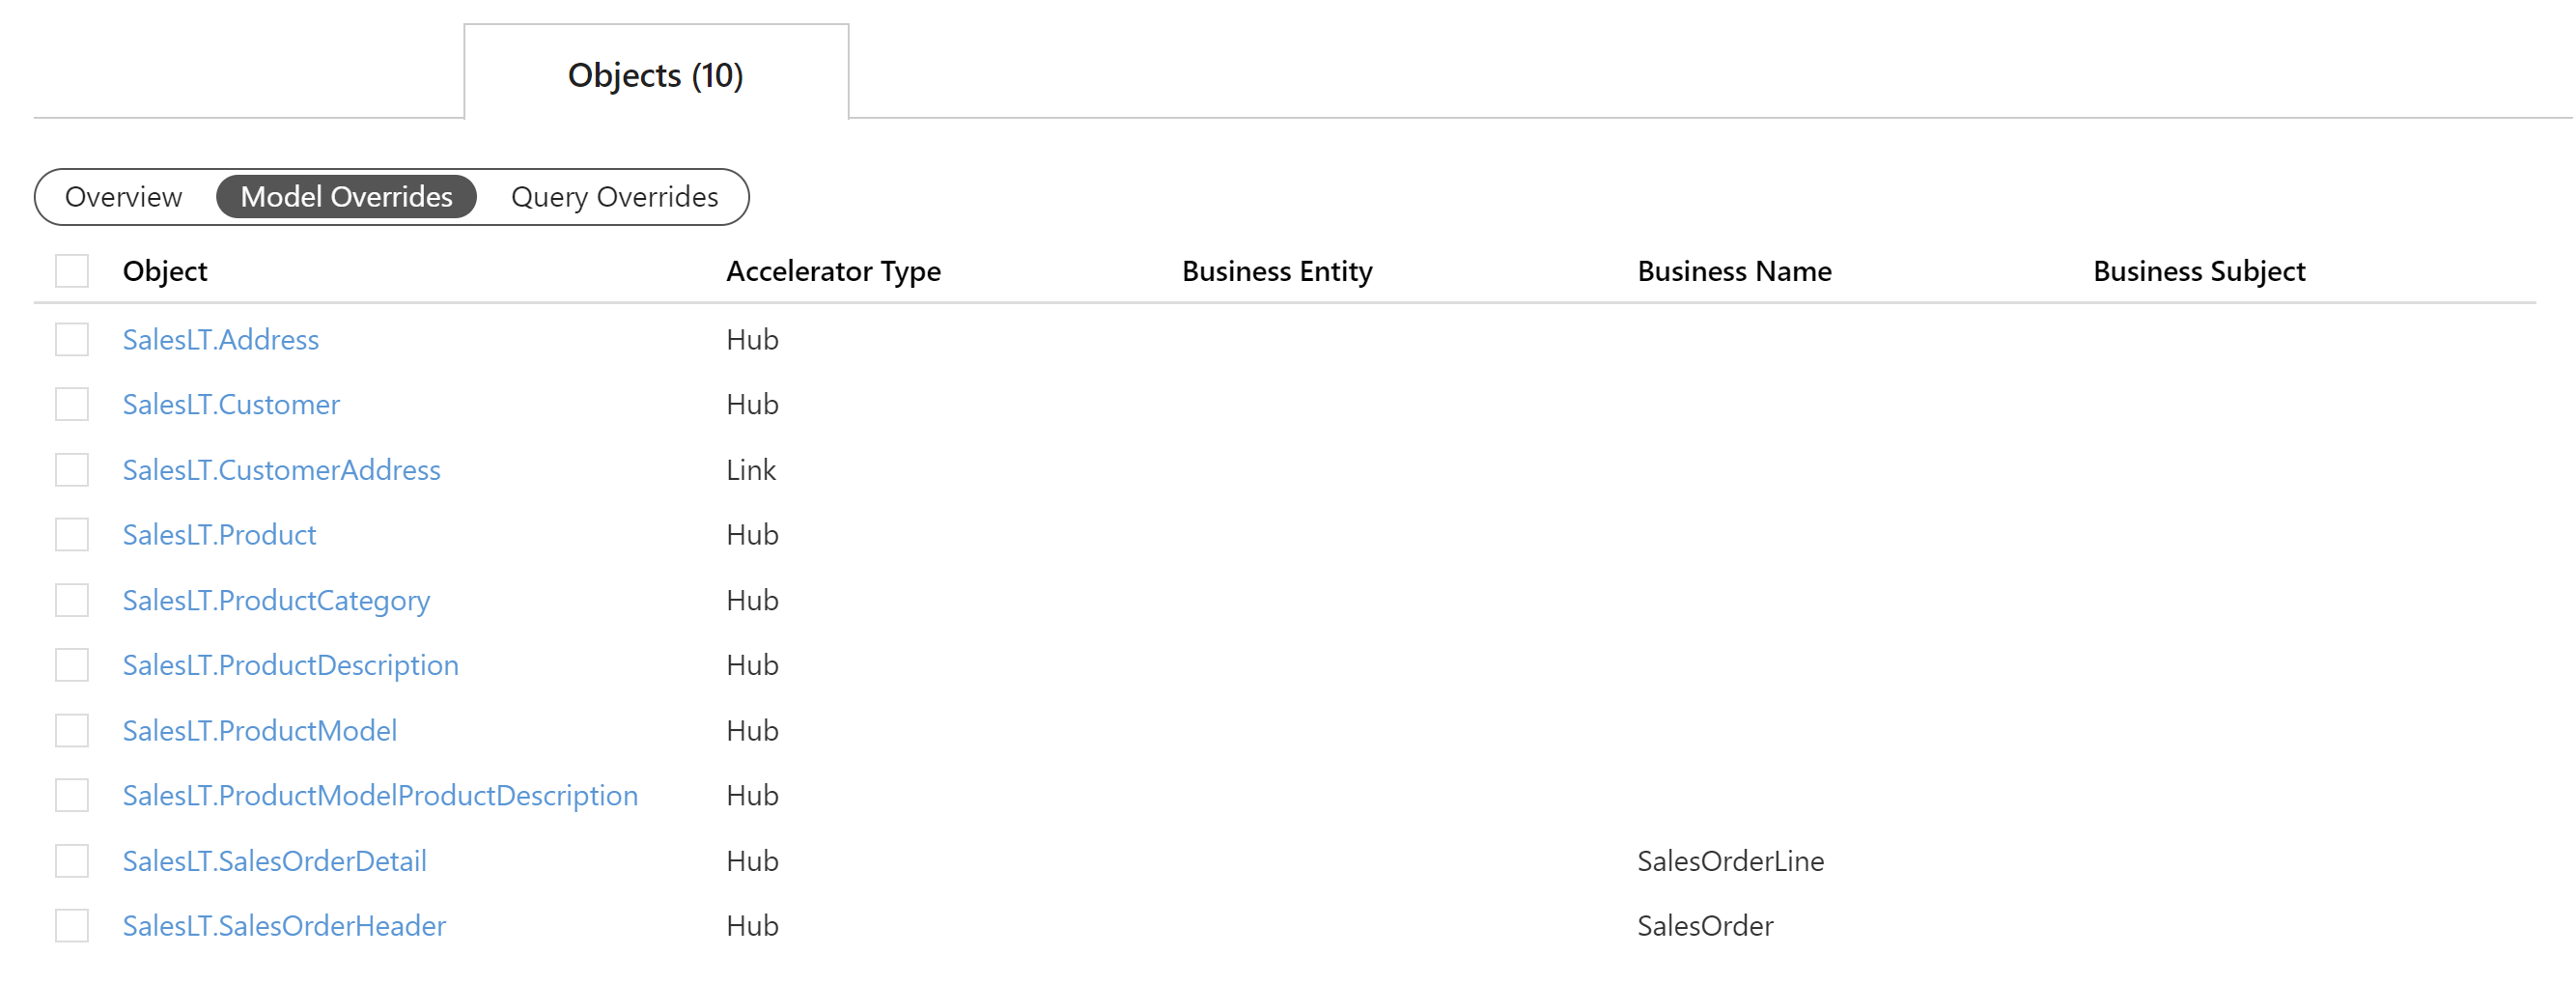 Objects (10)
Overview Model Overrides Query Overrides
Object Accelerator Type Business Entity Business Name Business Subject
SalesLT.Address Hub
SalesLT.Customer Hub
SalesLT.CustomerAddress Link
SalesLT.Product Hub
SalesLT.ProductCategory Hub
SalesLT.ProductDescription Hub
SalesLT.ProductModel Hub
SalesLT.ProductModelProductDescription Hub
SalesLT.SalesOrderDetail Hub SalesOrderLine
SalesLT.SalesOrderHeader Hub SalesOrder